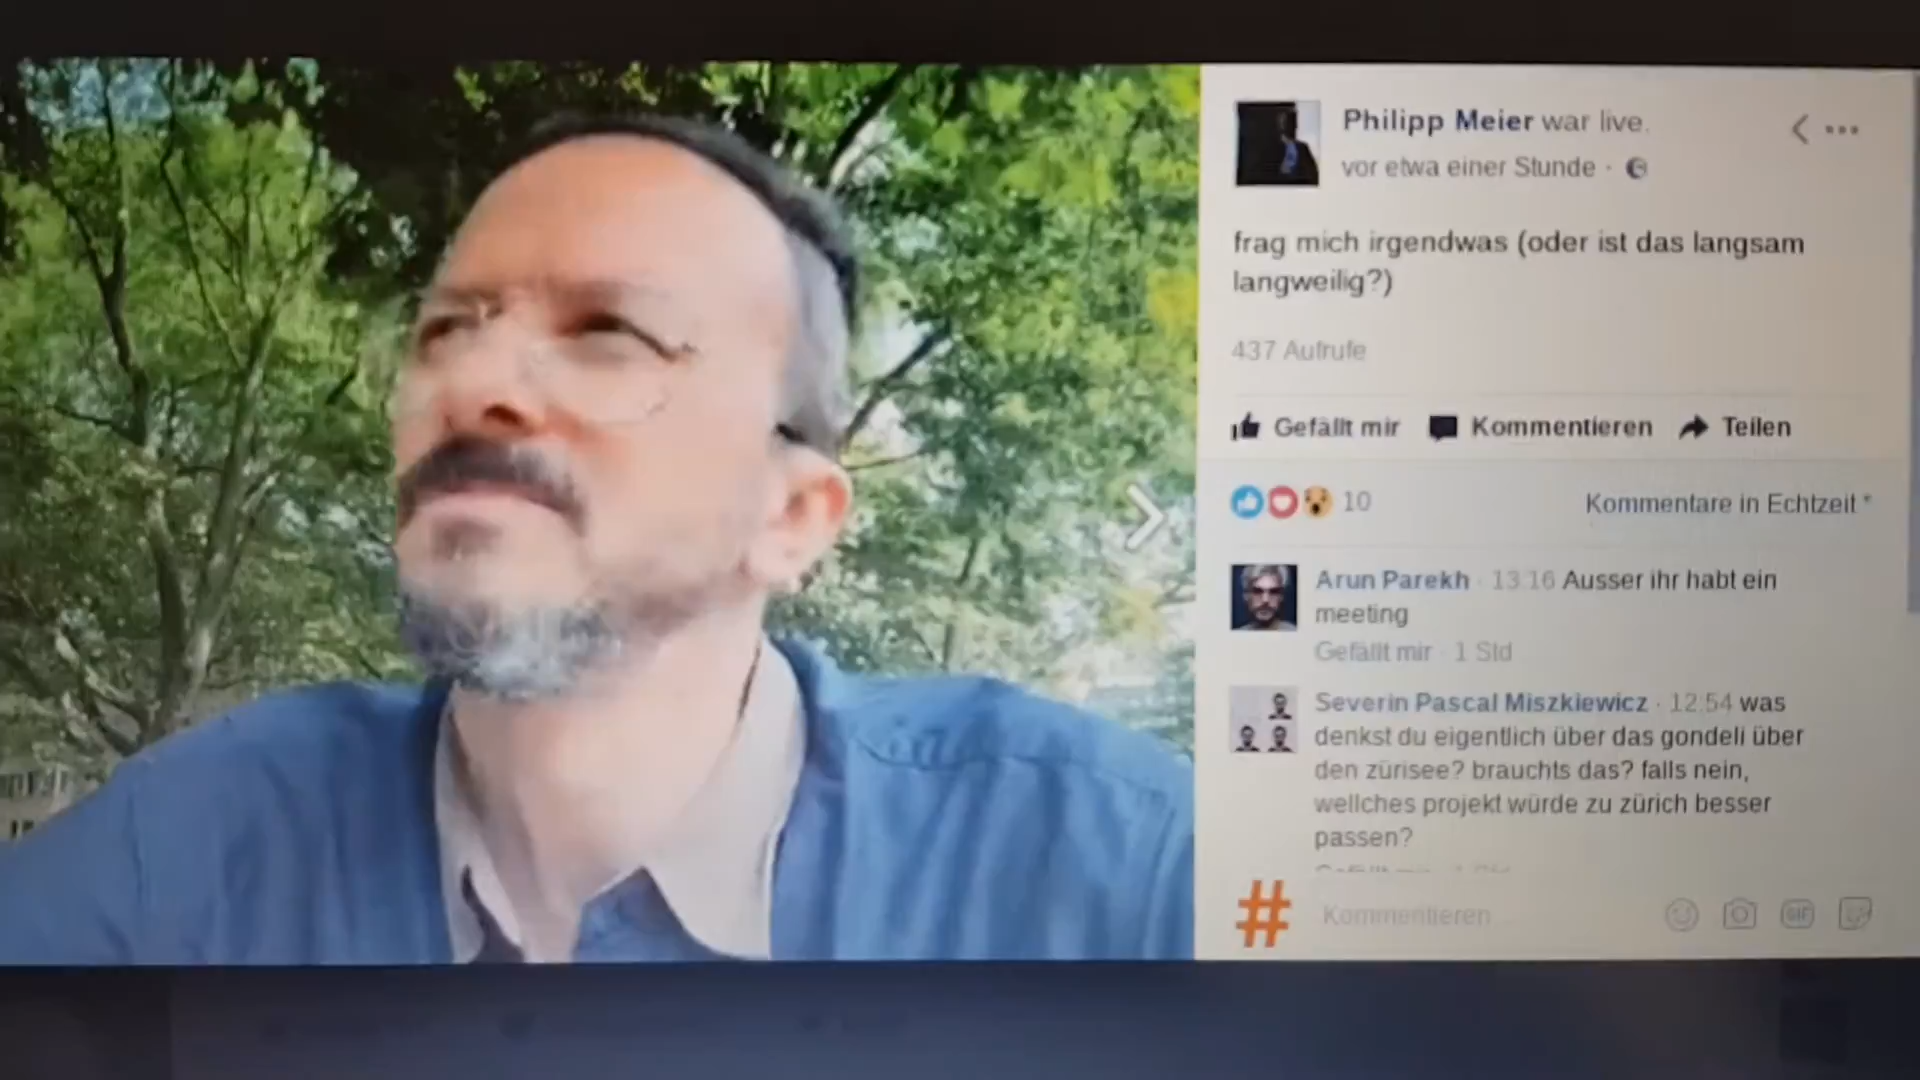 Philipp Meier war live.
vor etwa einer Stunde ·
frag mich irgendwas (oder ist das langsam
langweilig?)
437 Aufrufe
Gefällt mir Kommentieren Teilen
10 Kommentare in Echtzeit
Arun Parekh · 13:16 Ausser ihr habt ein
meeting
Gefällt mir · 1 Std
Severin Pascal Miszkiewicz · 12:54 was
denkst du eigentlich über das gondeli über
den zürisee? brauchts das? falls nein,
wellches projekt würde zu zürich besser
passen?
# Kommentieren GIF